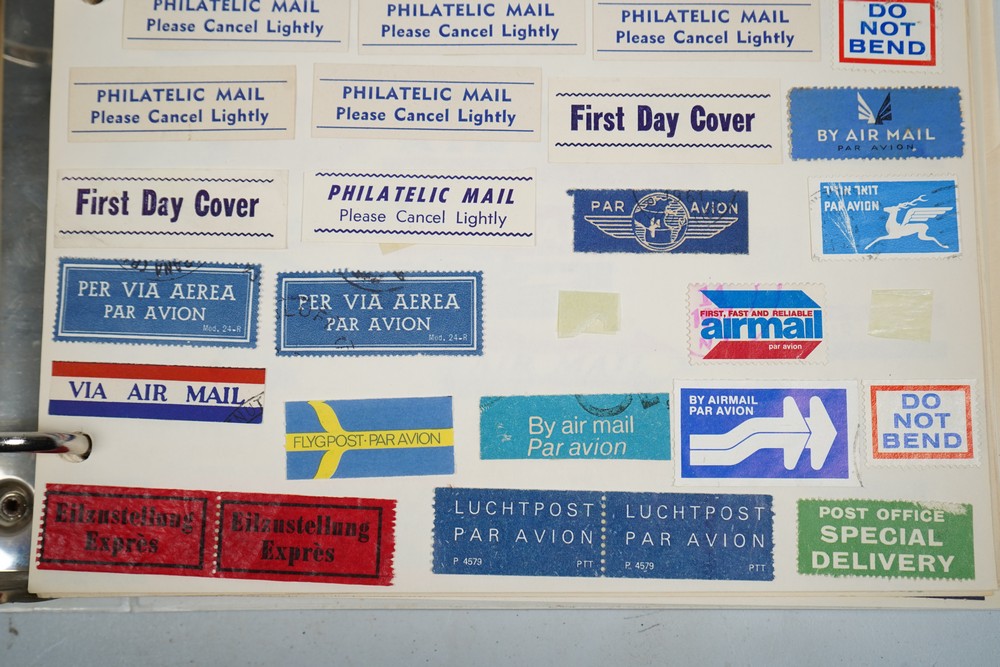 PHILATELIC MAIL
Please Cancel Lightly
PHILATELIC MAIL
Please Cancel Lightly
PHILATELIC MAIL
Please Cancel Lightly
DO
NOT
BEND
PHILATELIC MAIL
Please Cancel Lightly
PHILATELIC MAIL
Please Cancel Lightly
First Day Cover
BY AIR MAIL
PAR AVION
First Day Cover
PHILATELIC MAIL
Please Cancel Lightly
PAR AVION
דואר אויר
PAR AVION
PER VIA AEREA
PAR AVION
Mod. 24-R
PER VIA AEREA
PAR AVION
Mod. 24-R
FIRST, FAST AND RELIABLE
airmail
par avion
VIA AIR MAIL
FLYGPOST·PAR AVION
By air mail
Par avion
BY AIRMAIL
PAR AVION
DO
NOT
BEND
Eilzustellung
Exprès
Eilzustellung
Exprès
LUCHTPOST
PAR AVION
P 4579 PTT
LUCHTPOST
PAR AVION
P 4579 PTT
POST OFFICE
SPECIAL
DELIVERY